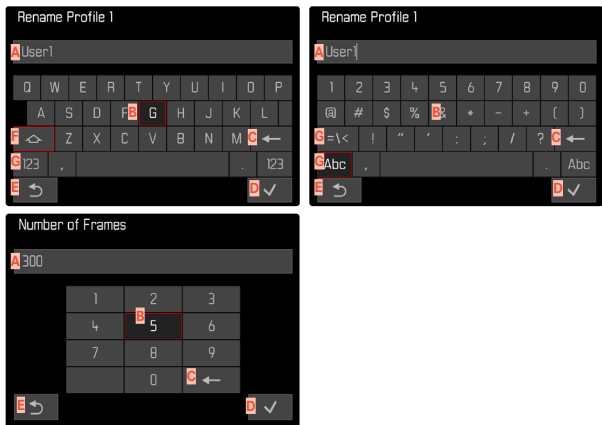 Rename Profile 1
A User1
Q W E R T Y U I O P
A S D F B G H J K L
F Z X C V B N M C ←
G 123 , . 123
E D ✓
Rename Profile 1
A User1
1 2 3 4 5 6 7 8 9 0
@ # $ % B & * - + ( )
G =\< ! " ' : ; / ? C ←
G Abc , . Abc
E D ✓
Number of Frames
A 300
1 2 3
4 B 5 6
7 8 9
0 C ←
E D ✓